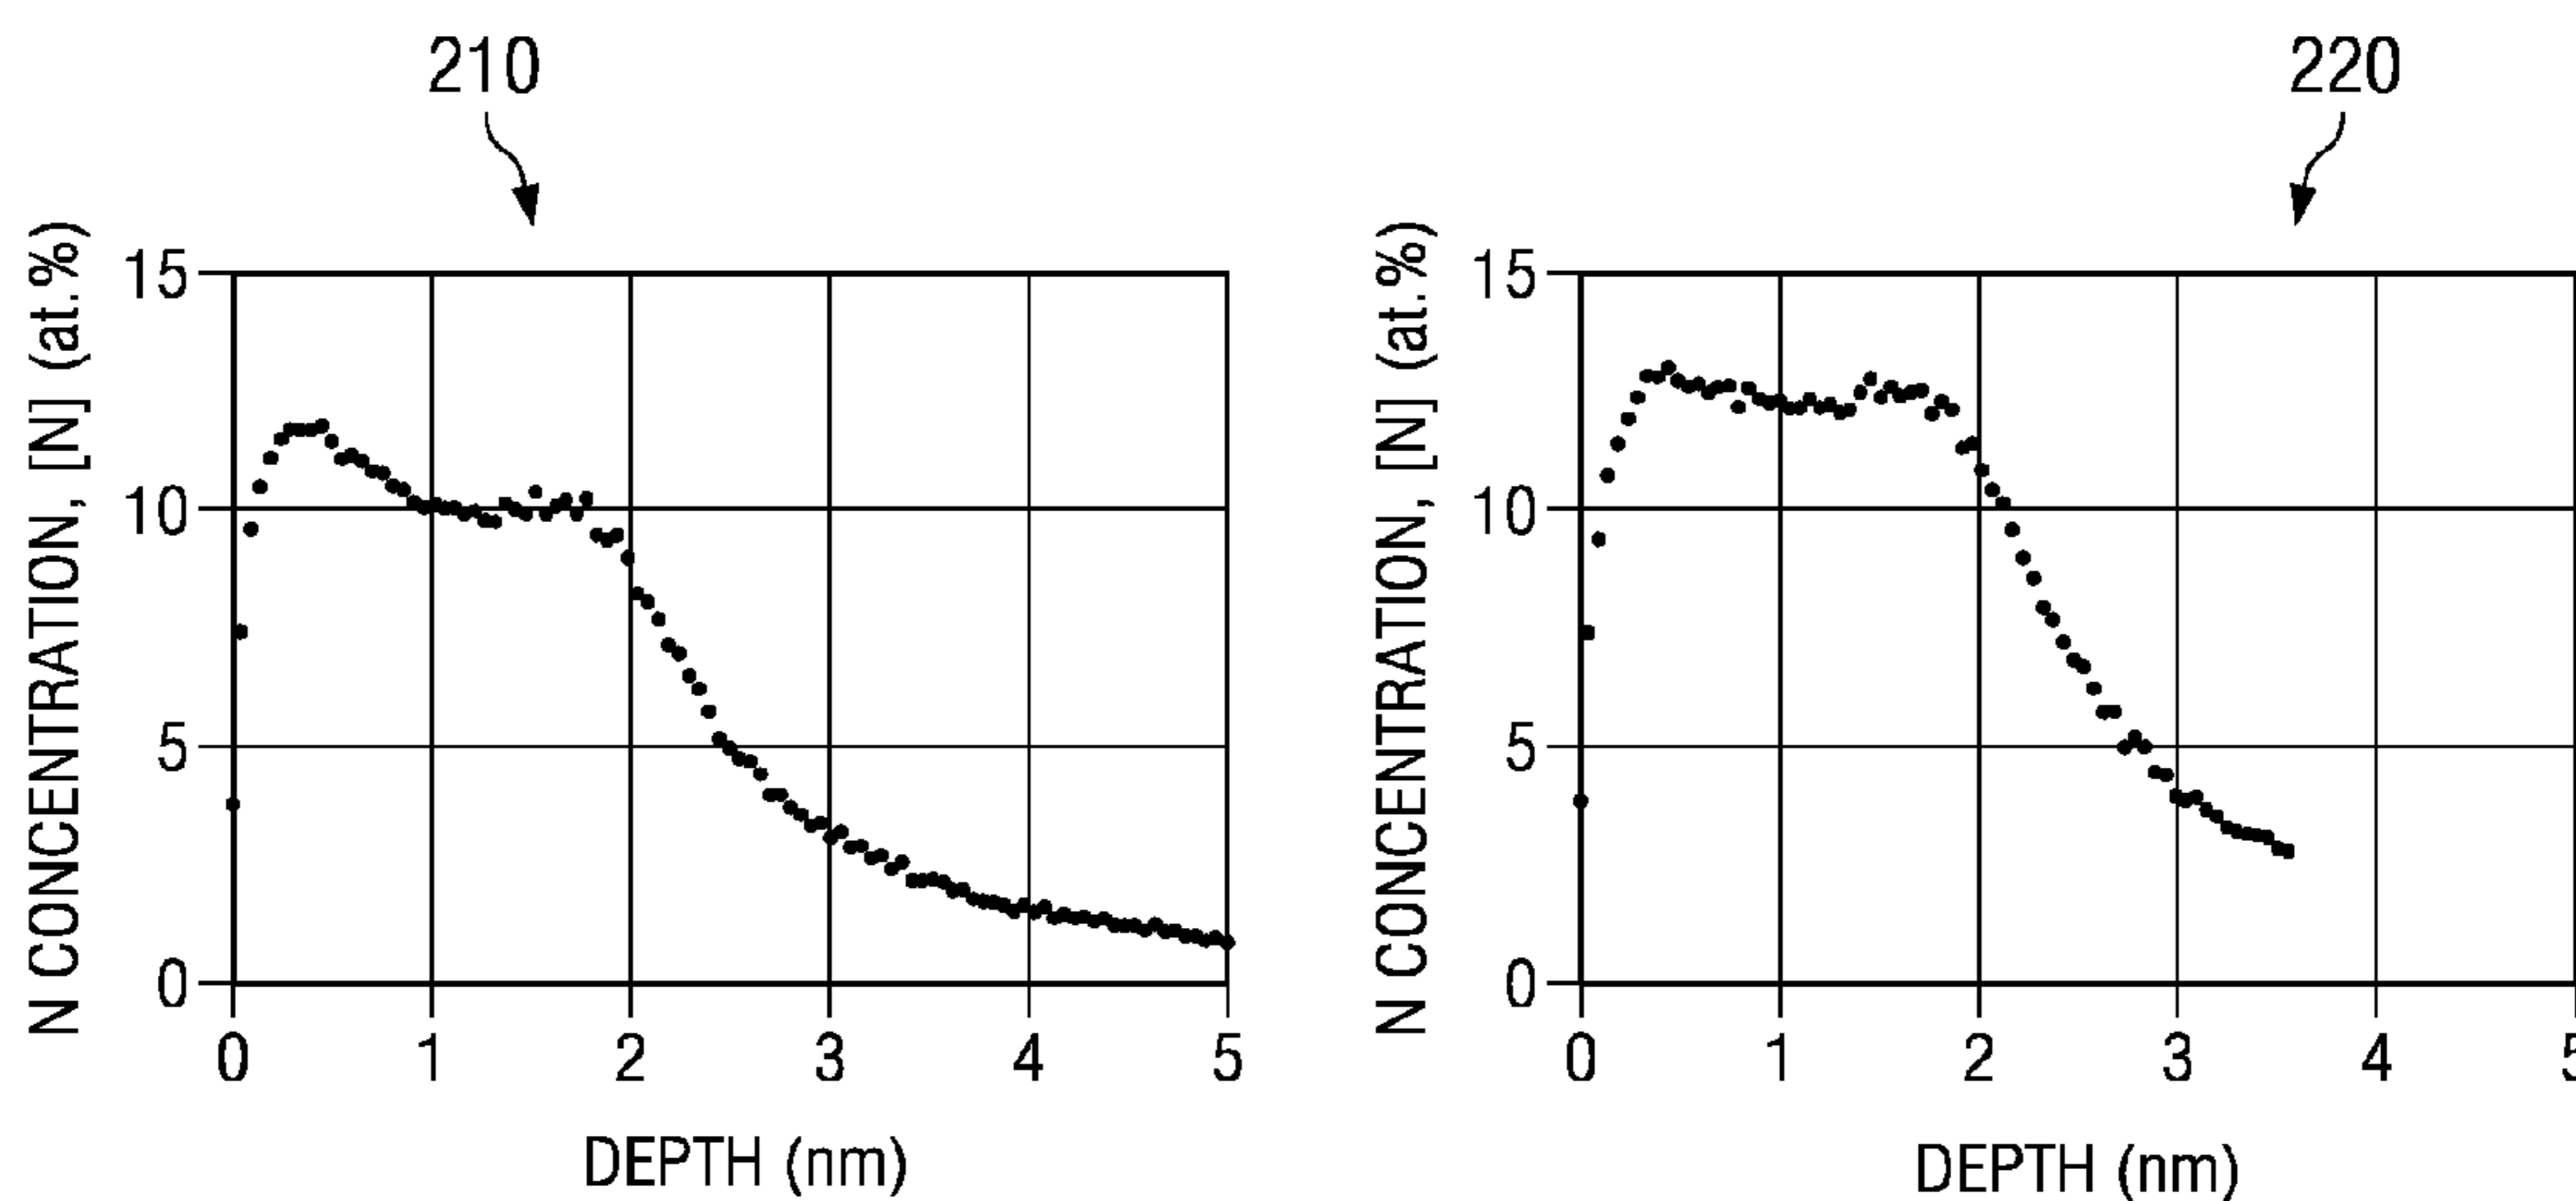 210
N CONCENTRATION, [N] (at.%)
15
10
5
0
0 1 2 3 4 5
DEPTH (nm)
220
N CONCENTRATION, [N] (at.%)
15
10
5
0
0 1 2 3 4 5
DEPTH (nm)